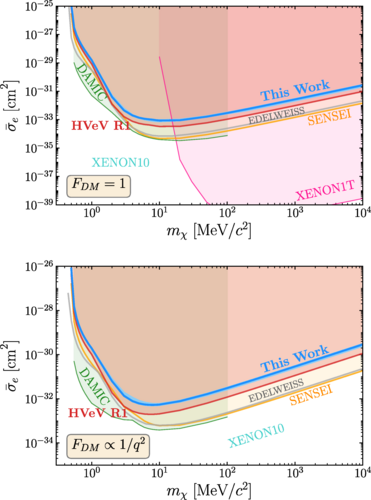 10⁻²⁵
10⁻²⁷
10⁻²⁹
10⁻³¹
10⁻³³
10⁻³⁵
10⁻³⁷
10⁻³⁹
σ̄ₑ [cm²]
DAMIC
This Work
HVeV R1
EDELWEISS
SENSEI
XENON10
XENON1T
F_DM = 1
10⁰ 10¹ 10² 10³ 10⁴
mχ [MeV/c²]
10⁻²⁶
10⁻²⁸
10⁻³⁰
10⁻³²
10⁻³⁴
σ̄ₑ [cm²]
This Work
DAMIC
EDELWEISS
SENSEI
HVeV R1
XENON10
F_DM ∝ 1/q²
10⁰ 10¹ 10² 10³ 10⁴
mχ [MeV/c²]